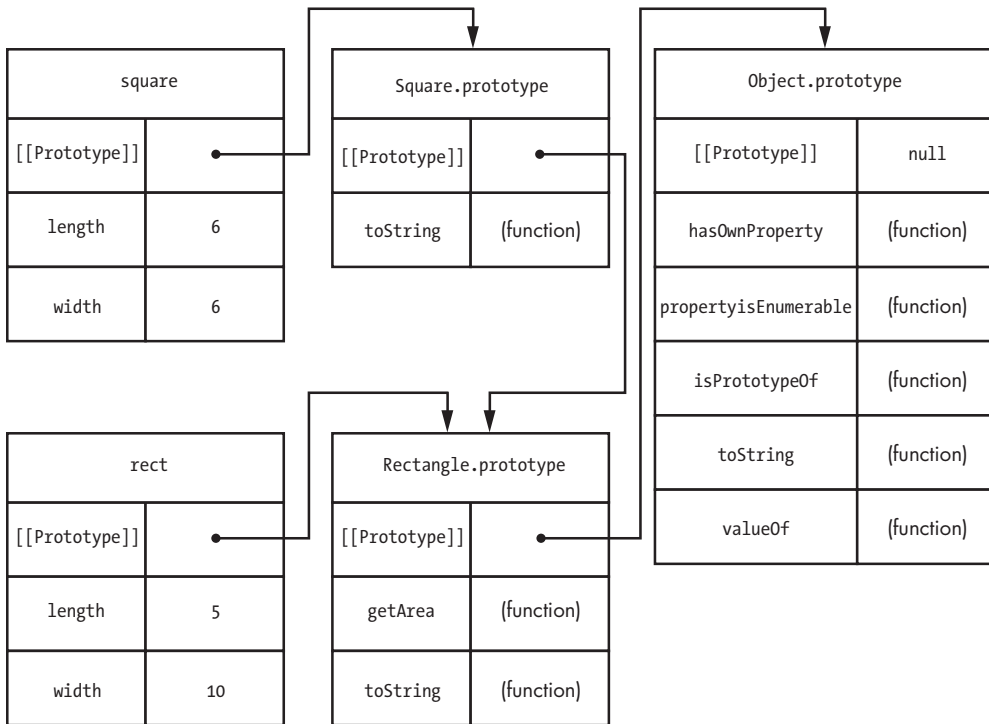 square
[[Prototype]]
length 6
width 6
Square.prototype
[[Prototype]]
toString (function)
Object.prototype
[[Prototype]] null
hasOwnProperty (function)
propertyisEnumerable (function)
isPrototypeOf (function)
toString (function)
valueOf (function)
rect
[[Prototype]]
length 5
width 10
Rectangle.prototype
[[Prototype]]
getArea (function)
toString (function)